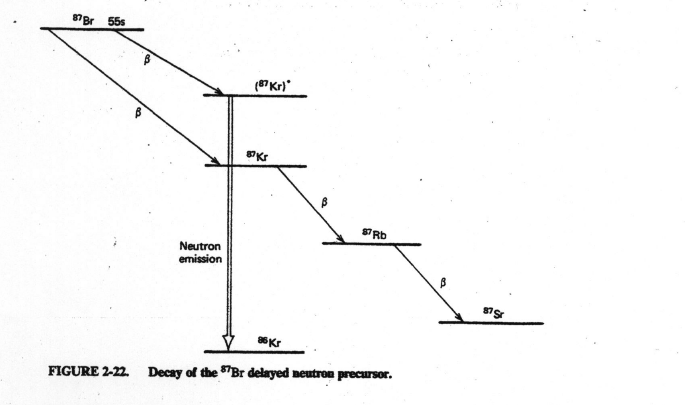 ⁸⁷Br 55s
β
(⁸⁷Kr)*
β
⁸⁷Kr
β
⁸⁷Rb
Neutron
emission
β
⁸⁷Sr
⁸⁶Kr
FIGURE 2-22. Decay of the ⁸⁷Br delayed neutron precursor.